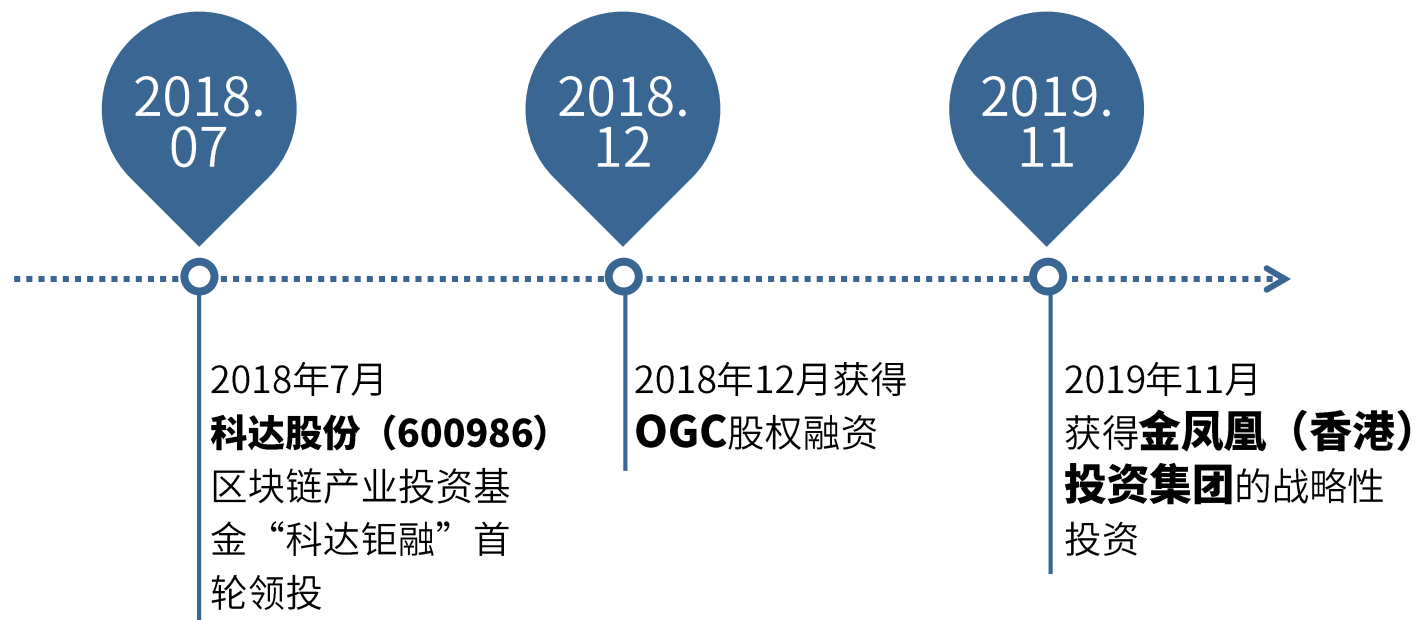 2018.
07
2018.
12
2019.
11
2018年7月
科达股份（600986）
区块链产业投资基
金“科达钜融”首
轮领投
2018年12月获得
OGC股权融资
2019年11月
获得金凤凰（香港）
投资集团的战略性
投资